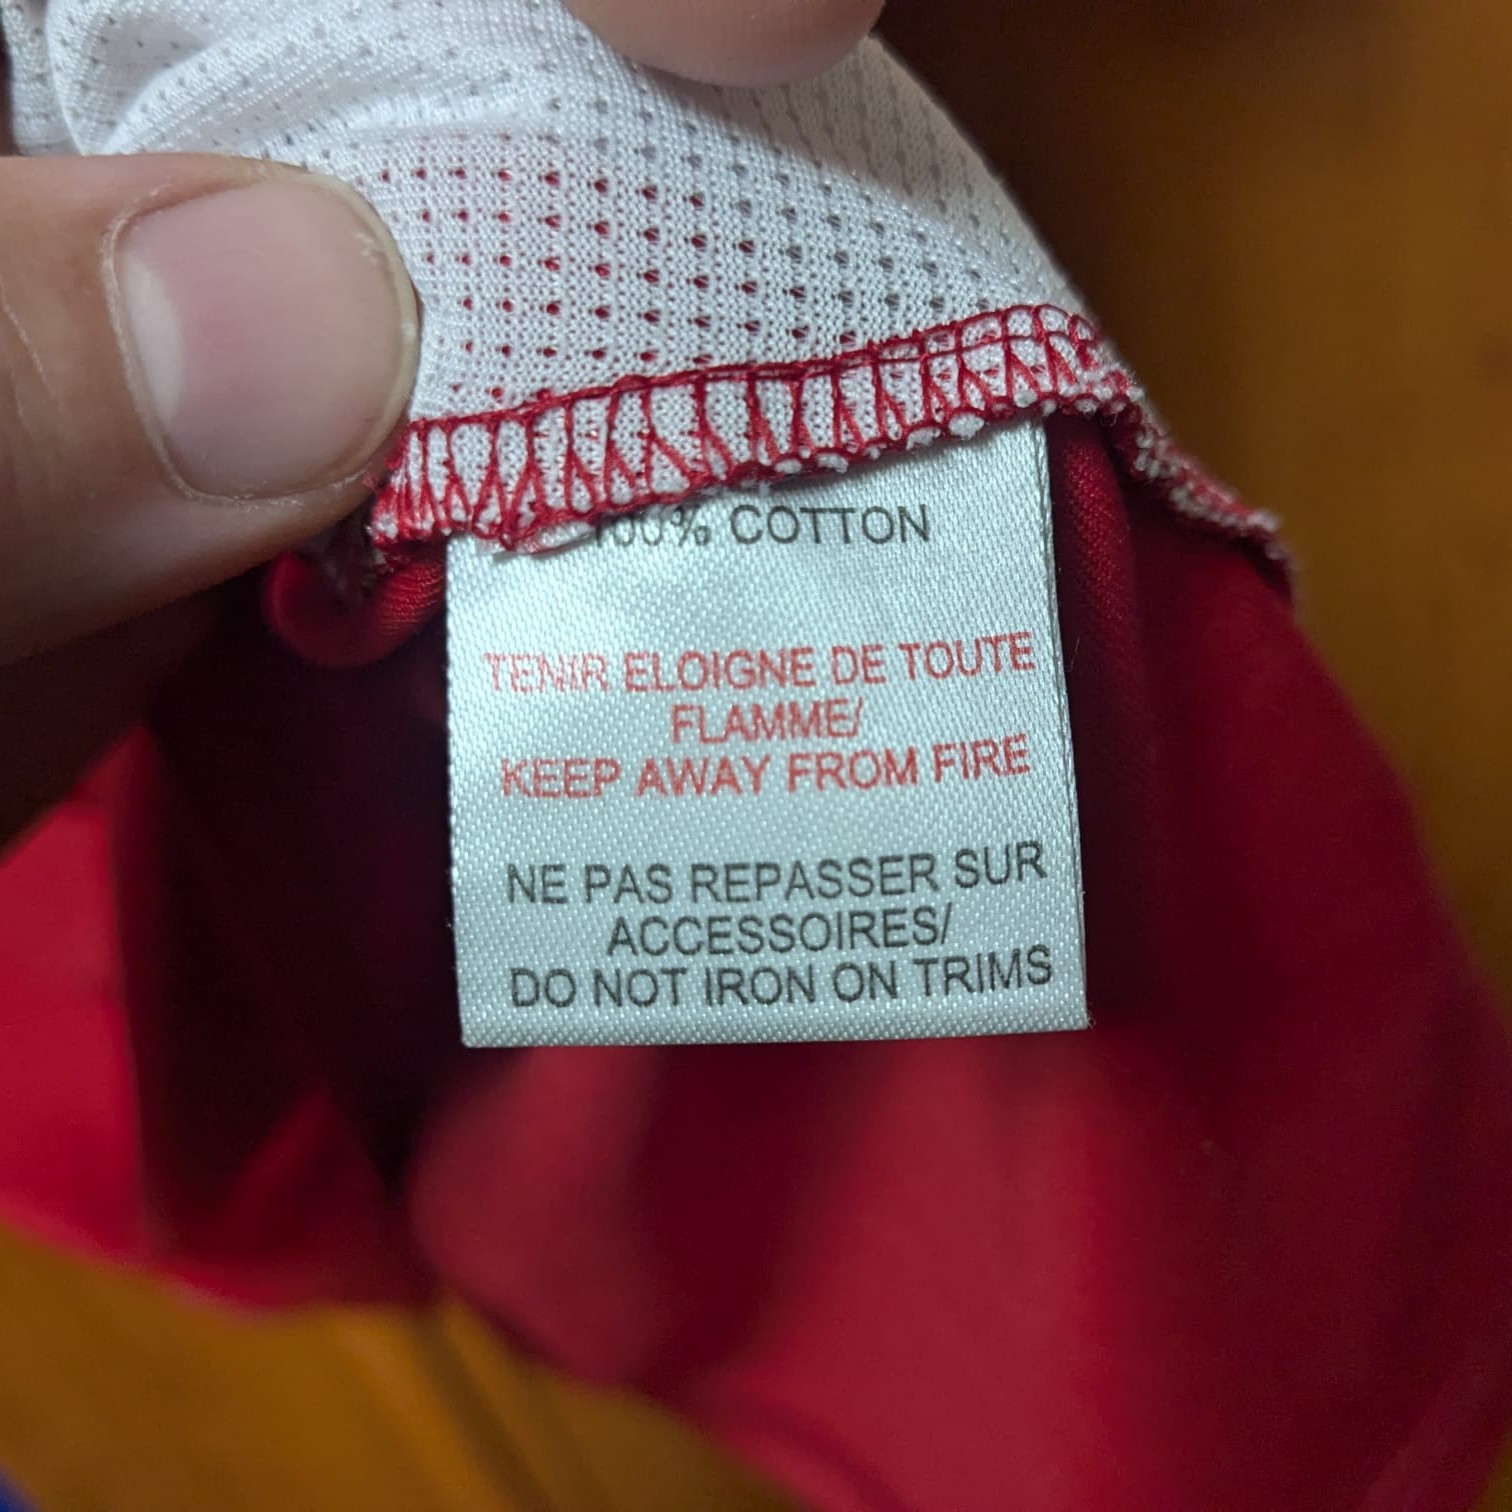 100% COTTON
TENIR ELOIGNE DE TOUTE
FLAMME/
KEEP AWAY FROM FIRE
NE PAS REPASSER SUR
ACCESSOIRES/
DO NOT IRON ON TRIMS